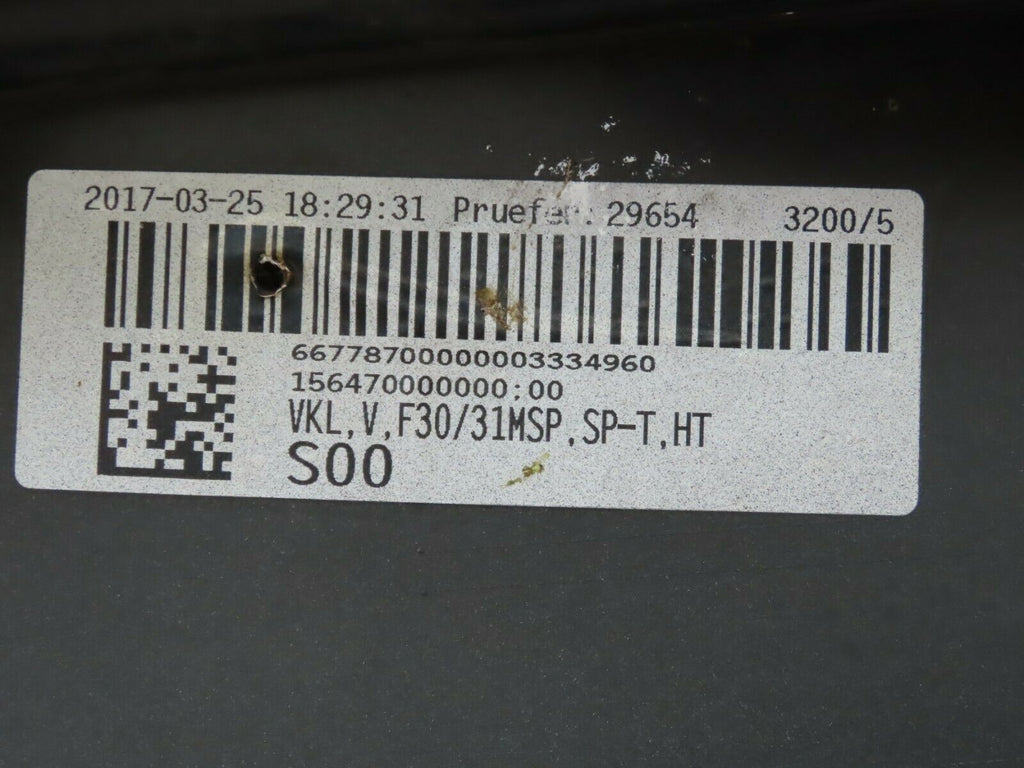 2017-03-25 18:29:31 Pruefer: 29654 3200/5
66778700000003334960
156470000000:00
VKL,V,F30/31MSP,SP-T,HT
S00